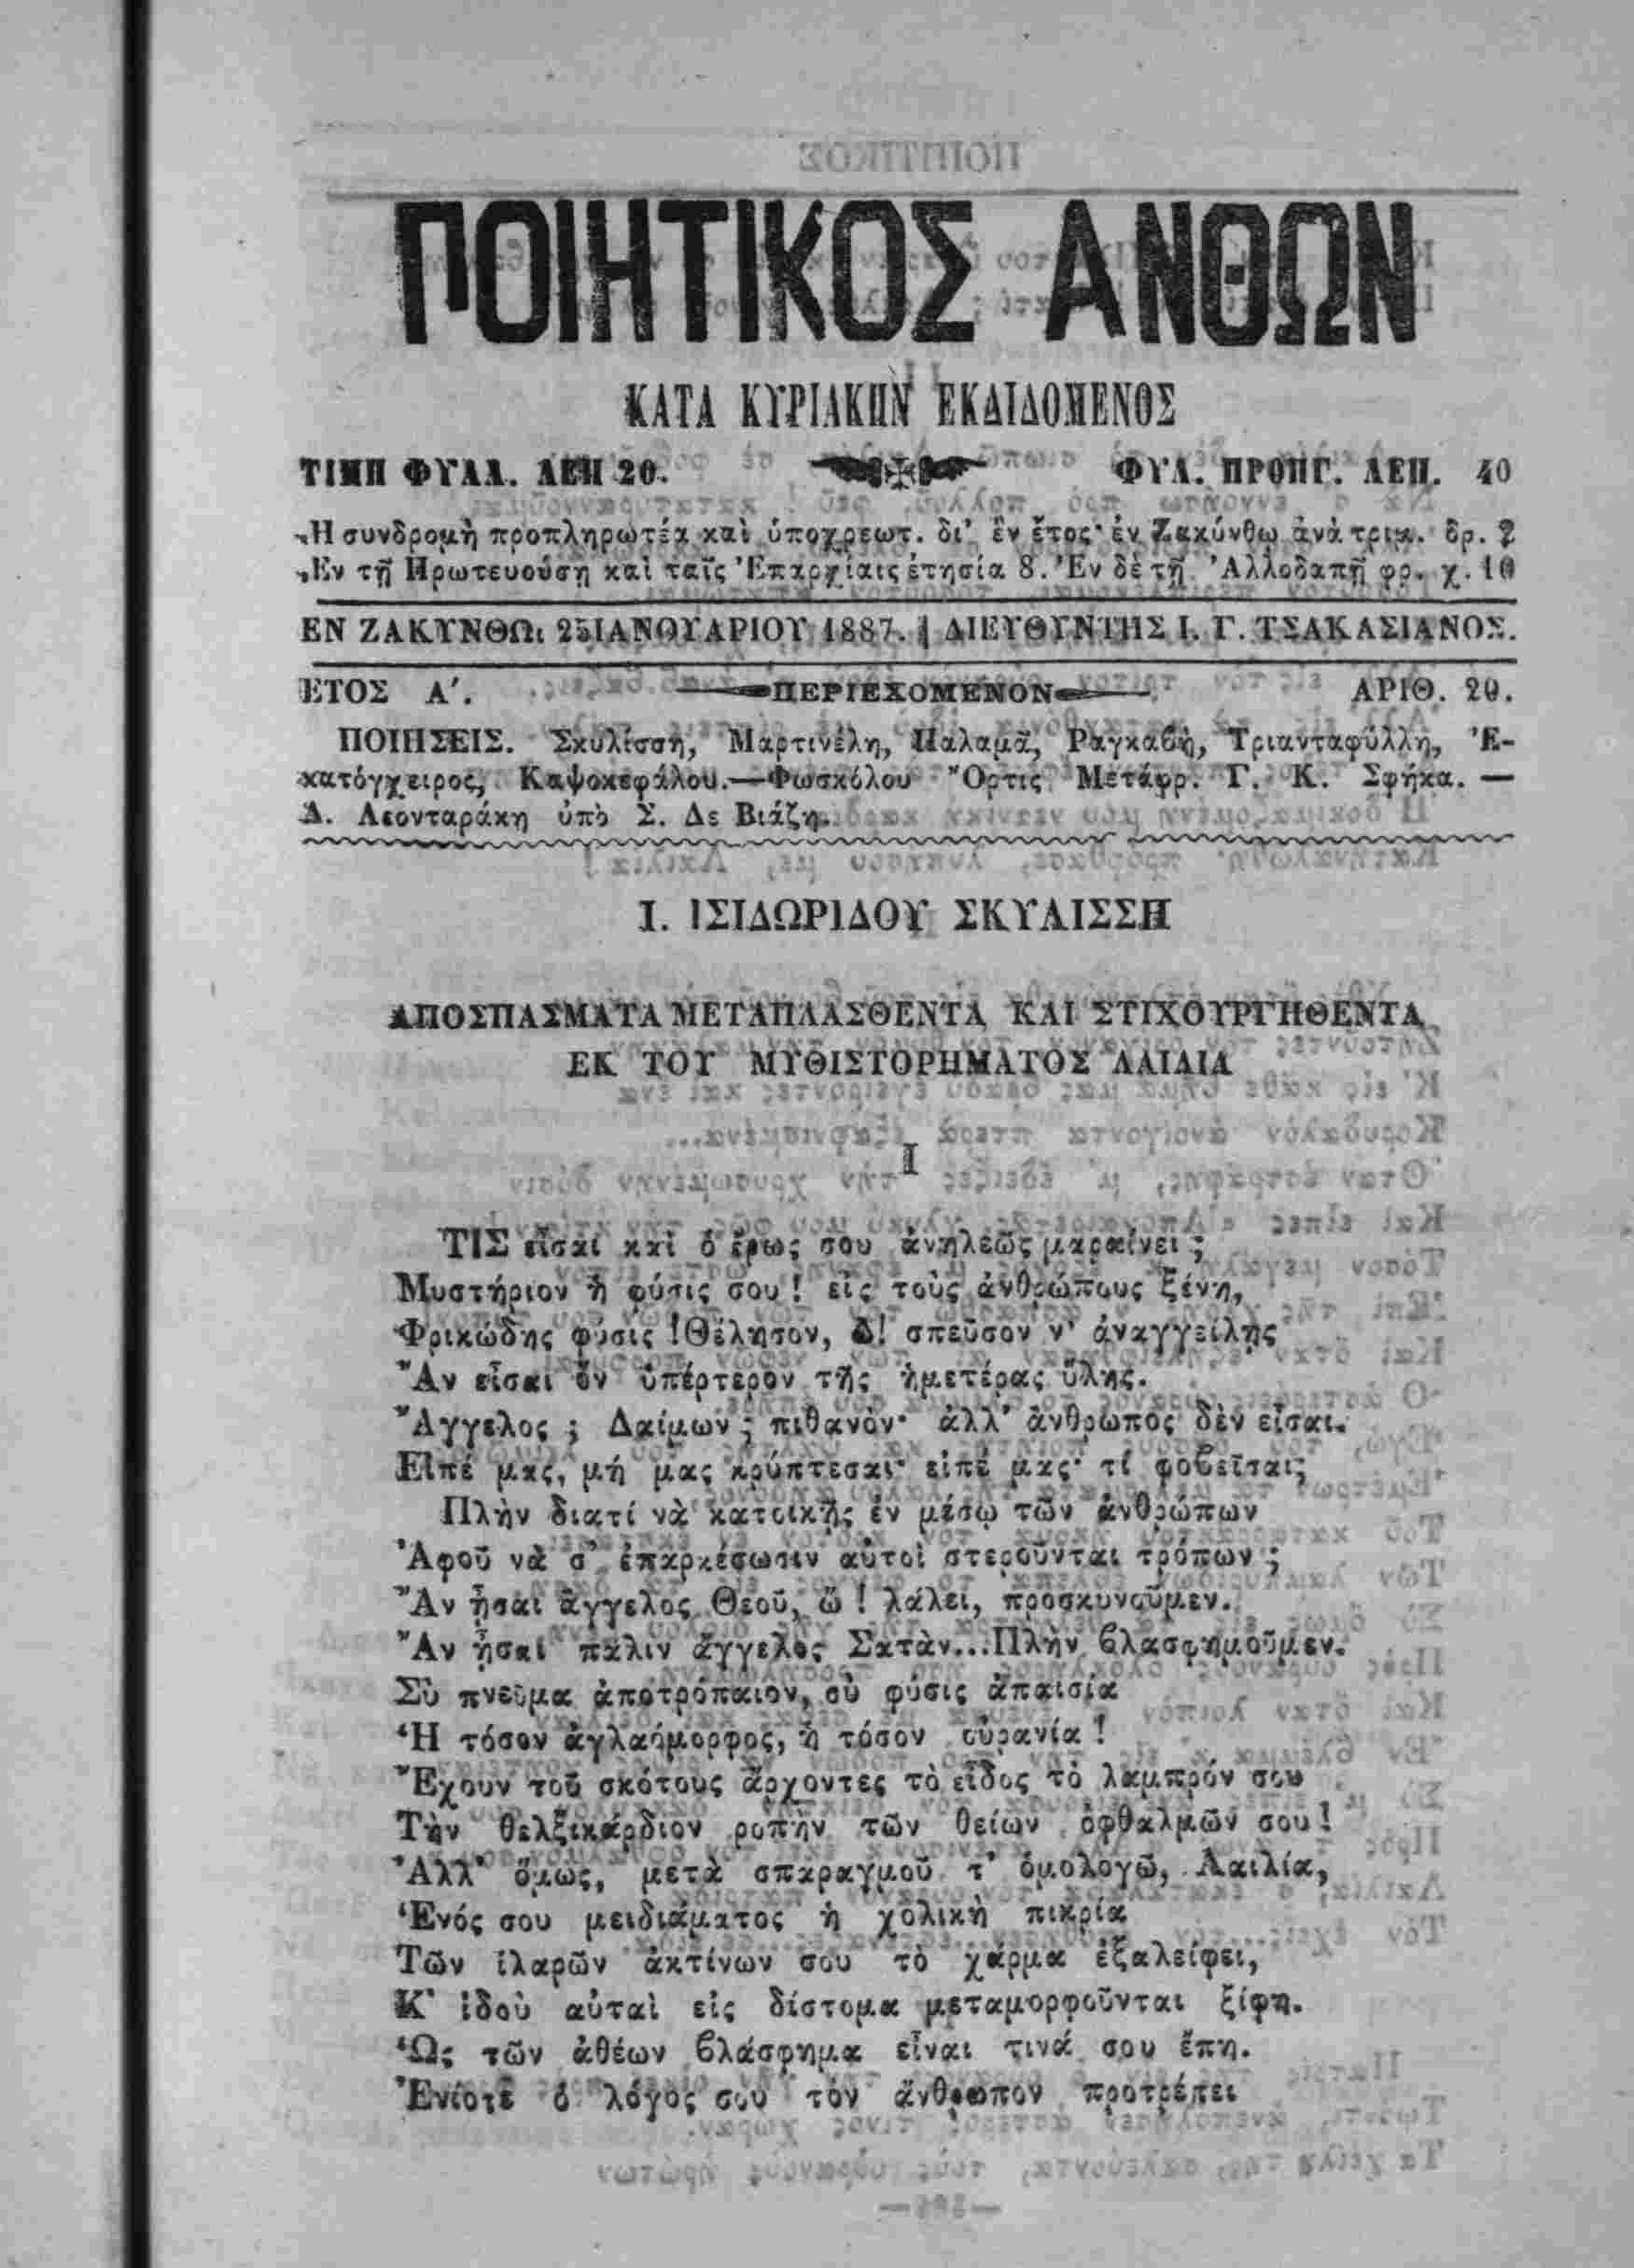 ΠΟΙΗΤΙΚΟΣ ΑΝΘΩΝ
ΚΑΤΑ ΚΥΡΙΑΚΗΝ ΕΚΔΙΔΟΜΕΝΟΣ
ΤΙΜΗ ΦΥΛΛ. ΛΕΠ 20. ΦΥΛ. ΠΡΟΗΓ. ΛΕΠ. 40
Ἡ συνδρομὴ προπληρωτέα καὶ ὑποχρεωτ. δι' ἓν ἔτος· ἐν Ζακύνθῳ ἀνὰ τριμ. δρ. 2
Ἐν τῇ Πρωτευούσῃ καὶ ταῖς Ἐπαρχίαις ἐτησία 8. Ἐν δὲ τῇ Ἀλλοδαπῇ φρ. χ. 10
ΕΝ ΖΑΚΥΝΘΩι 25 ΙΑΝΟΥΑΡΙΟΥ 1887. | ΔΙΕΥΘΥΝΤΗΣ Ι. Γ. ΤΣΑΚΑΣΙΑΝΟΣ.
ΕΤΟΣ Α΄. ΠΕΡΙΕΧΟΜΕΝΟΝ ΑΡΙΘ. 20.
ΠΟΙΗΣΕΙΣ. Σκυλίσση, Μαρτινέλη, Παλαμᾶ, Ραγκαβῆ, Τριανταφύλλη, Ἑ-
κατόγχειρος, Καψοκεφάλου.—Φωσκόλου Ὄρτις Μετάφρ. Γ. Κ. Σφήκα. —
Δ. Λεονταράκη ὑπὸ Σ. Δε Βιάζη.
Ι. ΙΣΙΔΩΡΙΔΟΥ ΣΚΥΛΙΣΣΗ
ΑΠΟΣΠΑΣΜΑΤΑ ΜΕΤΑΠΛΑΣΘΕΝΤΑ ΚΑΙ ΣΤΙΧΟΥΡΓΗΘΕΝΤΑ
ΕΚ ΤΟΥ ΜΥΘΙΣΤΟΡΗΜΑΤΟΣ ΛΑΙΛΙΑ
Ι
ΤΙΣ εἶσαι καὶ ὁ ἔρως σου ἀνηλεῶς μαραίνει ;
Μυστήριον ἡ φύσις σου ! εἰς τοὺς ἀνθρώπους ξένη,
Φρικώδης φύσις ! Θέλησον, ὦ! σπεῦσον ν' ἀναγγείλῃς
Ἂν εἶσαι ὂν ὑπέρτερον τῆς ἡμετέρας ὕλης.
Ἄγγελος ; Δαίμων ; πιθανὸν· ἀλλ' ἄνθρωπος δὲν εἶσαι.
Εἰπέ μας, μή μας κρύπτεσαι· εἰπέ μας· τί φοβεῖσαι;
Πλὴν διατί νὰ κατοικῇς ἐν μέσῳ τῶν ἀνθρώπων
Ἀφοῦ νὰ σ' ἐπαρκέσωσιν αὐτοὶ στεροῦνται τρόπων ;
Ἂν ᾖσαι ἄγγελος Θεοῦ, ὢ ! λάλει, προσκυνοῦμεν.
Ἂν ᾖσαι πάλιν ἄγγελος Σατὰν...Πλὴν βλασφημοῦμεν.
Σὺ πνεῦμα ἀποτρόπαιον, σὺ φύσις ἀπαισία
Ἡ τόσον ἀγλαόμορφος, ἡ τόσον οὐρανία !
Ἔχουν τοῦ σκότους ἄρχοντες τὸ εἶδος τὸ λαμπρόν σου
Τὴν θελξικάρδιον ροπὴν τῶν θείων ὀφθαλμῶν σου !
Ἀλλ' ὅμως, μετὰ σπαραγμοῦ τ' ὁμολογῶ, Λαιλία,
Ἑνός σου μειδιάματος ἡ χολικὴ πικρία
Τῶν ἱλαρῶν ἀκτίνων σου τὸ χάρμα ἐξαλείφει,
Κ' ἰδοὺ αὐταὶ εἰς δίστομα μεταμορφοῦνται ξίφη.
Ὡς τῶν ἀθέων βλάσφημα εἶναι τινά σου ἔπη.
Ἐνίοτε ὁ λόγος σου τὸν ἄνθρωπον προτρέπει